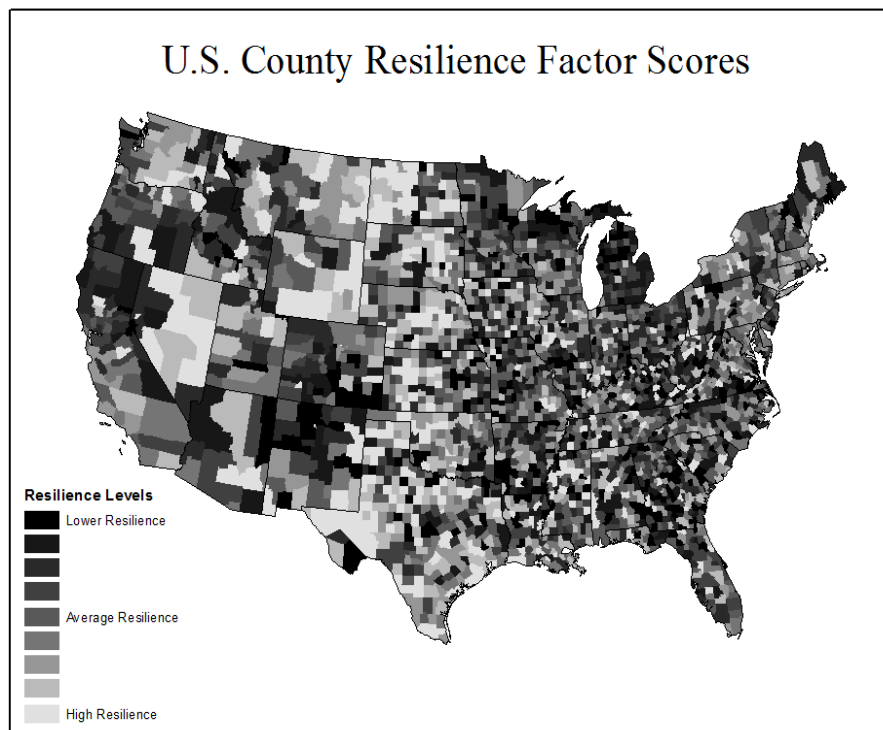 U.S. County Resilience Factor Scores
Resilience Levels
Lower Resilience
Average Resilience
High Resilience